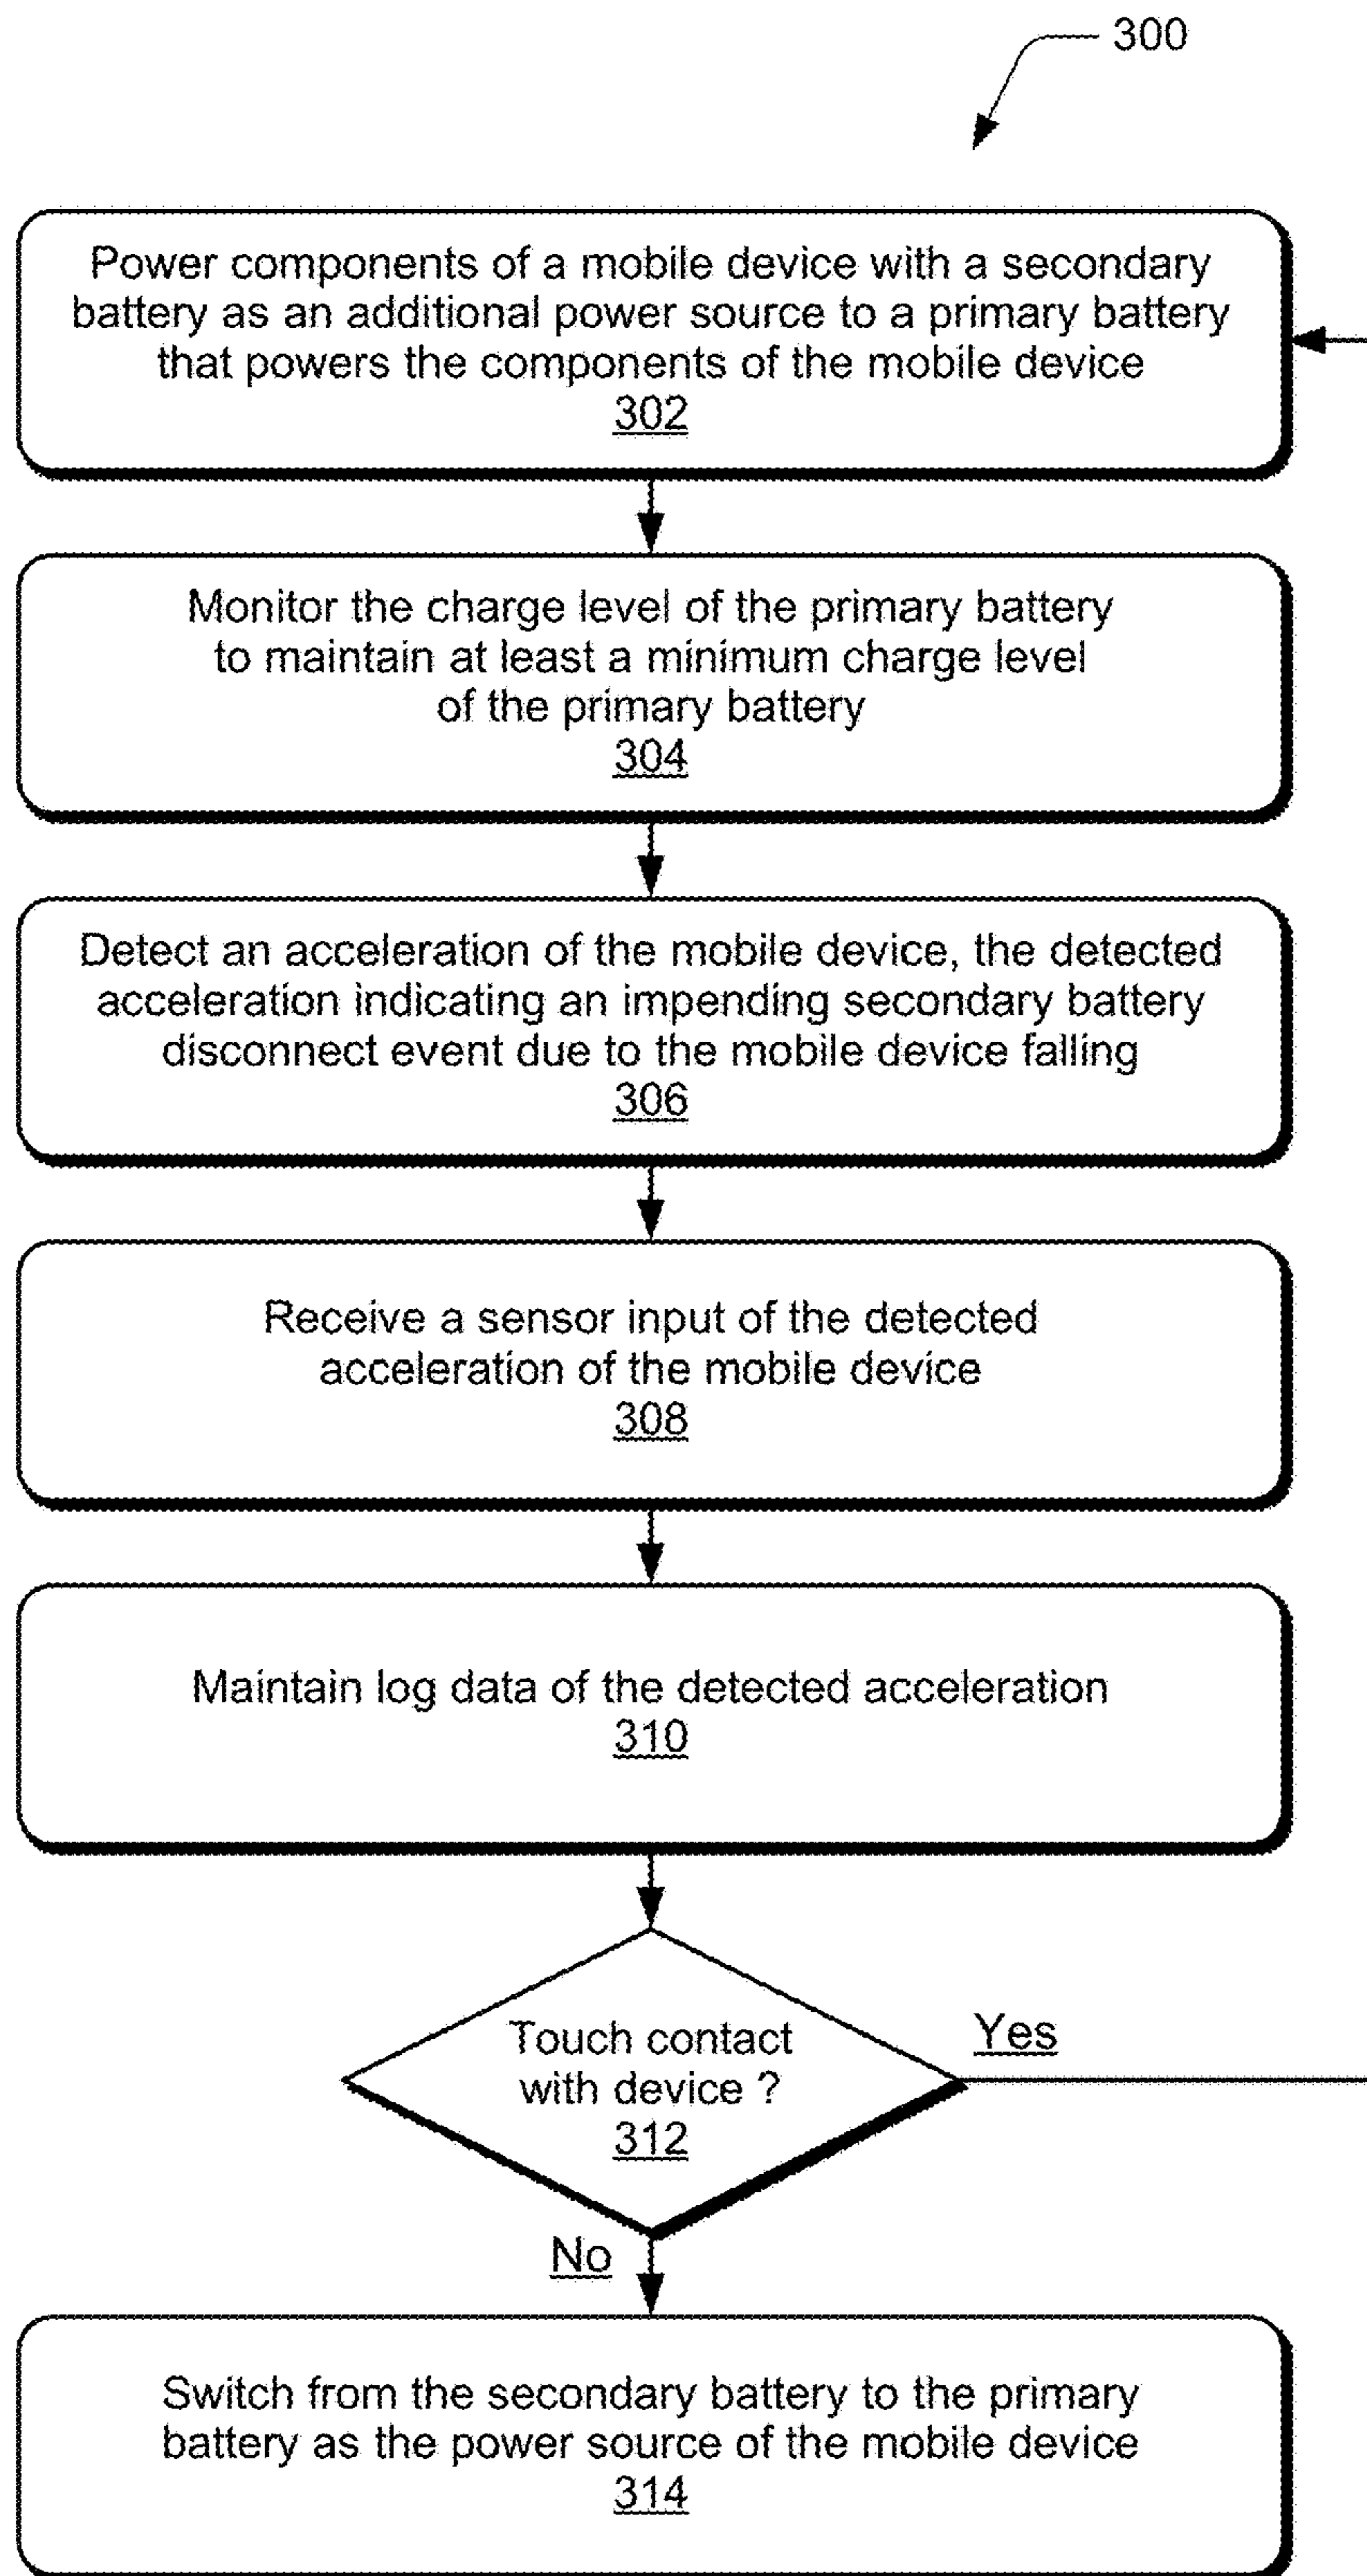 300
Power components of a mobile device with a secondary
battery as an additional power source to a primary battery
that powers the components of the mobile device
302
Monitor the charge level of the primary battery
to maintain at least a minimum charge level
of the primary battery
304
Detect an acceleration of the mobile device, the detected
acceleration indicating an impending secondary battery
disconnect event due to the mobile device falling
306
Receive a sensor input of the detected
acceleration of the mobile device
308
Maintain log data of the detected acceleration
310
Touch contact
with device ?
312
Yes
No
Switch from the secondary battery to the primary
battery as the power source of the mobile device
314